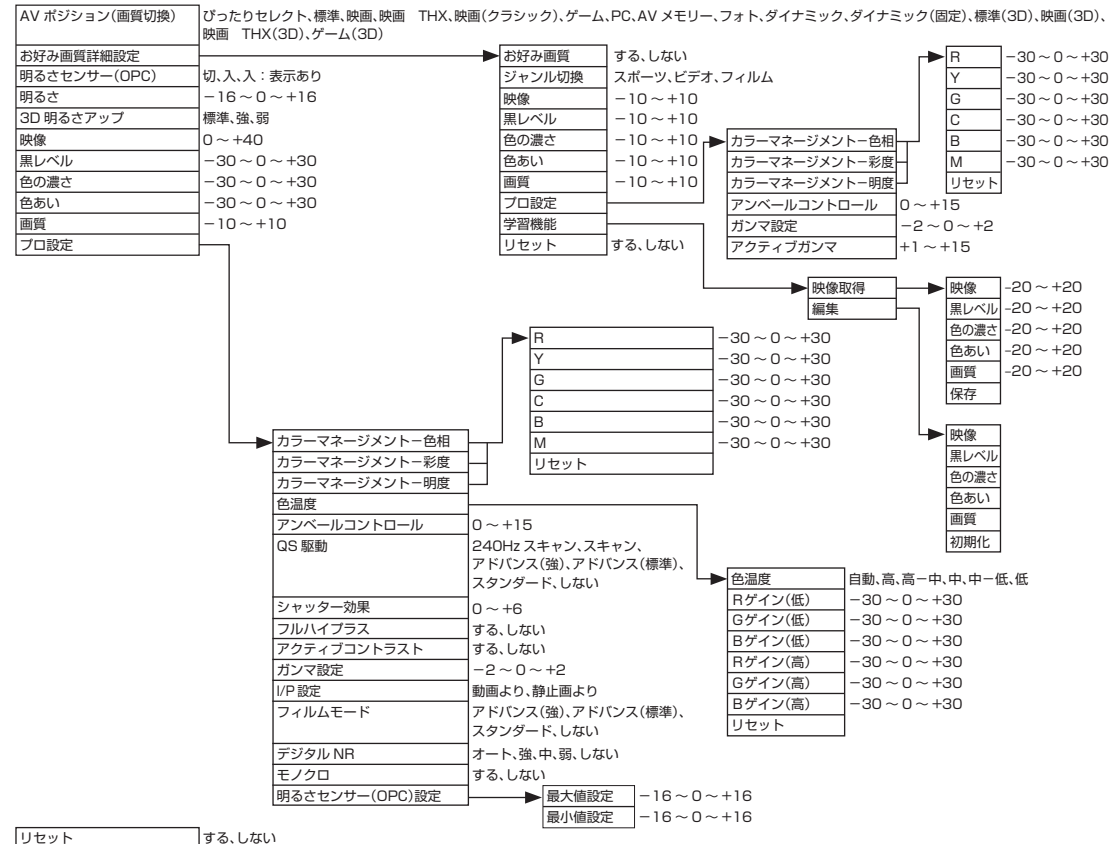 AV ポジション(画質切換) ぴったりセレクト、標準、映画、映画　THX、映画(クラシック)、ゲーム、PC、AV メモリー、フォト、ダイナミック、ダイナミック(固定)、標準(3D)、映画(3D)、
映画　THX(3D)、ゲーム(3D)
お好み画質詳細設定
明るさセンサー(OPC) 切、入、入：表示あり
明るさ －16～0～+16
3D 明るさアップ 標準、強、弱
映像 0～+40
黒レベル －30～0～+30
色の濃さ －30～0～+30
色あい －30～0～+30
画質 －10～+10
プロ設定
お好み画質 する、しない
ジャンル切換 スポーツ、ビデオ、フィルム
映像 －10～+10
黒レベル －10～+10
色の濃さ －10～+10
色あい －10～+10
画質 －10～+10
プロ設定
学習機能
リセット する、しない
カラーマネージメント－色相
カラーマネージメント－彩度
カラーマネージメント－明度
アンベールコントロール 0～+15
ガンマ設定 －2～0～+2
アクティブガンマ +1～+15
R －30～0～+30
Y －30～0～+30
G －30～0～+30
C －30～0～+30
B －30～0～+30
M －30～0～+30
リセット
映像取得
編集
映像 -20～+20
黒レベル -20～+20
色の濃さ -20～+20
色あい -20～+20
画質 -20～+20
保存
映像
黒レベル
色の濃さ
色あい
画質
初期化
R －30～0～+30
Y －30～0～+30
G －30～0～+30
C －30～0～+30
B －30～0～+30
M －30～0～+30
リセット
カラーマネージメント－色相
カラーマネージメント－彩度
カラーマネージメント－明度
色温度
アンベールコントロール 0～+15
QS 駆動 240Hz スキャン、スキャン、
アドバンス(強)、アドバンス(標準)、
スタンダード、しない
シャッター効果 0～+6
フルハイプラス する、しない
アクティブコントラスト する、しない
ガンマ設定 －2～0～+2
I/P 設定 動画より、静止画より
フィルムモード アドバンス(強)、アドバンス(標準)、
スタンダード、しない
デジタル NR オート、強、中、弱、しない
モノクロ する、しない
明るさセンサー(OPC)設定
色温度 自動、高、高－中、中、中－低、低
R ゲイン(低) －30～0～+30
G ゲイン(低) －30～0～+30
B ゲイン(低) －30～0～+30
R ゲイン(高) －30～0～+30
G ゲイン(高) －30～0～+30
B ゲイン(高) －30～0～+30
リセット
最大値設定 －16～0～+16
最小値設定 －16～0～+16
リセット する、しない